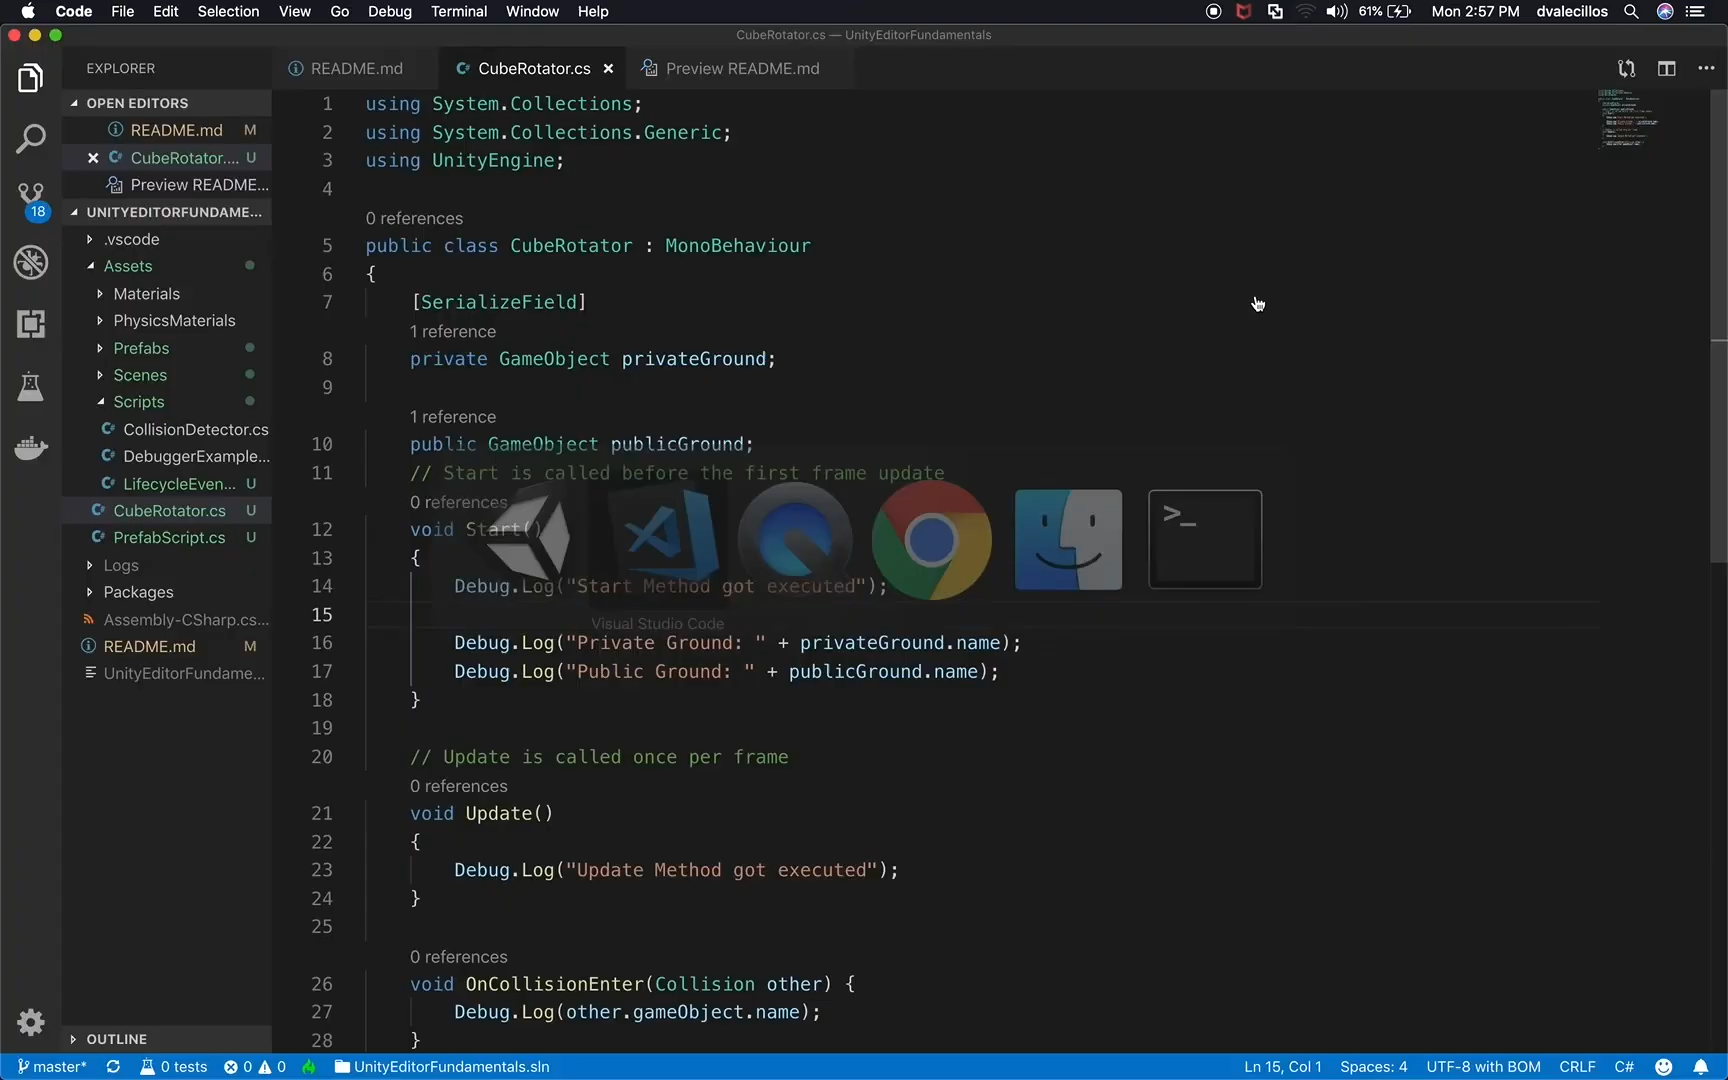 Code File Edit Selection View Go Debug Terminal Window Help 61% Mon 2:57 PM dvalecillos
CubeRotator.cs — UnityEditorFundamentals
EXPLORER
README.md CubeRotator.cs Preview README.md
OPEN EDITORS
README.md M
CubeRotator.... U
Preview README...
UNITYEDITORFUNDAME...
.vscode
Assets
Materials
PhysicsMaterials
Prefabs
Scenes
Scripts
CollisionDetector.cs
DebuggerExample...
LifecycleEven... U
CubeRotator.cs U
PrefabScript.cs U
Logs
Packages
Assembly-CSharp.cs...
README.md M
UnityEditorFundame...
OUTLINE
18
1 using System.Collections;
2 using System.Collections.Generic;
3 using UnityEngine;
4
0 references
5 public class CubeRotator : MonoBehaviour
6 {
7 [SerializeField]
1 reference
8 private GameObject privateGround;
9
1 reference
10 public GameObject publicGround;
11 // Start is called before the first frame update
0 references
12 void Start()
13 {
14 Debug.Log("Start Method got executed");
15
Visual Studio Code
16 Debug.Log("Private Ground: " + privateGround.name);
17 Debug.Log("Public Ground: " + publicGround.name);
18 }
19
20 // Update is called once per frame
0 references
21 void Update()
22 {
23 Debug.Log("Update Method got executed");
24 }
25
0 references
26 void OnCollisionEnter(Collision other) {
27 Debug.Log(other.gameObject.name);
28 }
>_
master* 0 tests 0 0 UnityEditorFundamentals.sln Ln 15, Col 1 Spaces: 4 UTF-8 with BOM CRLF C#